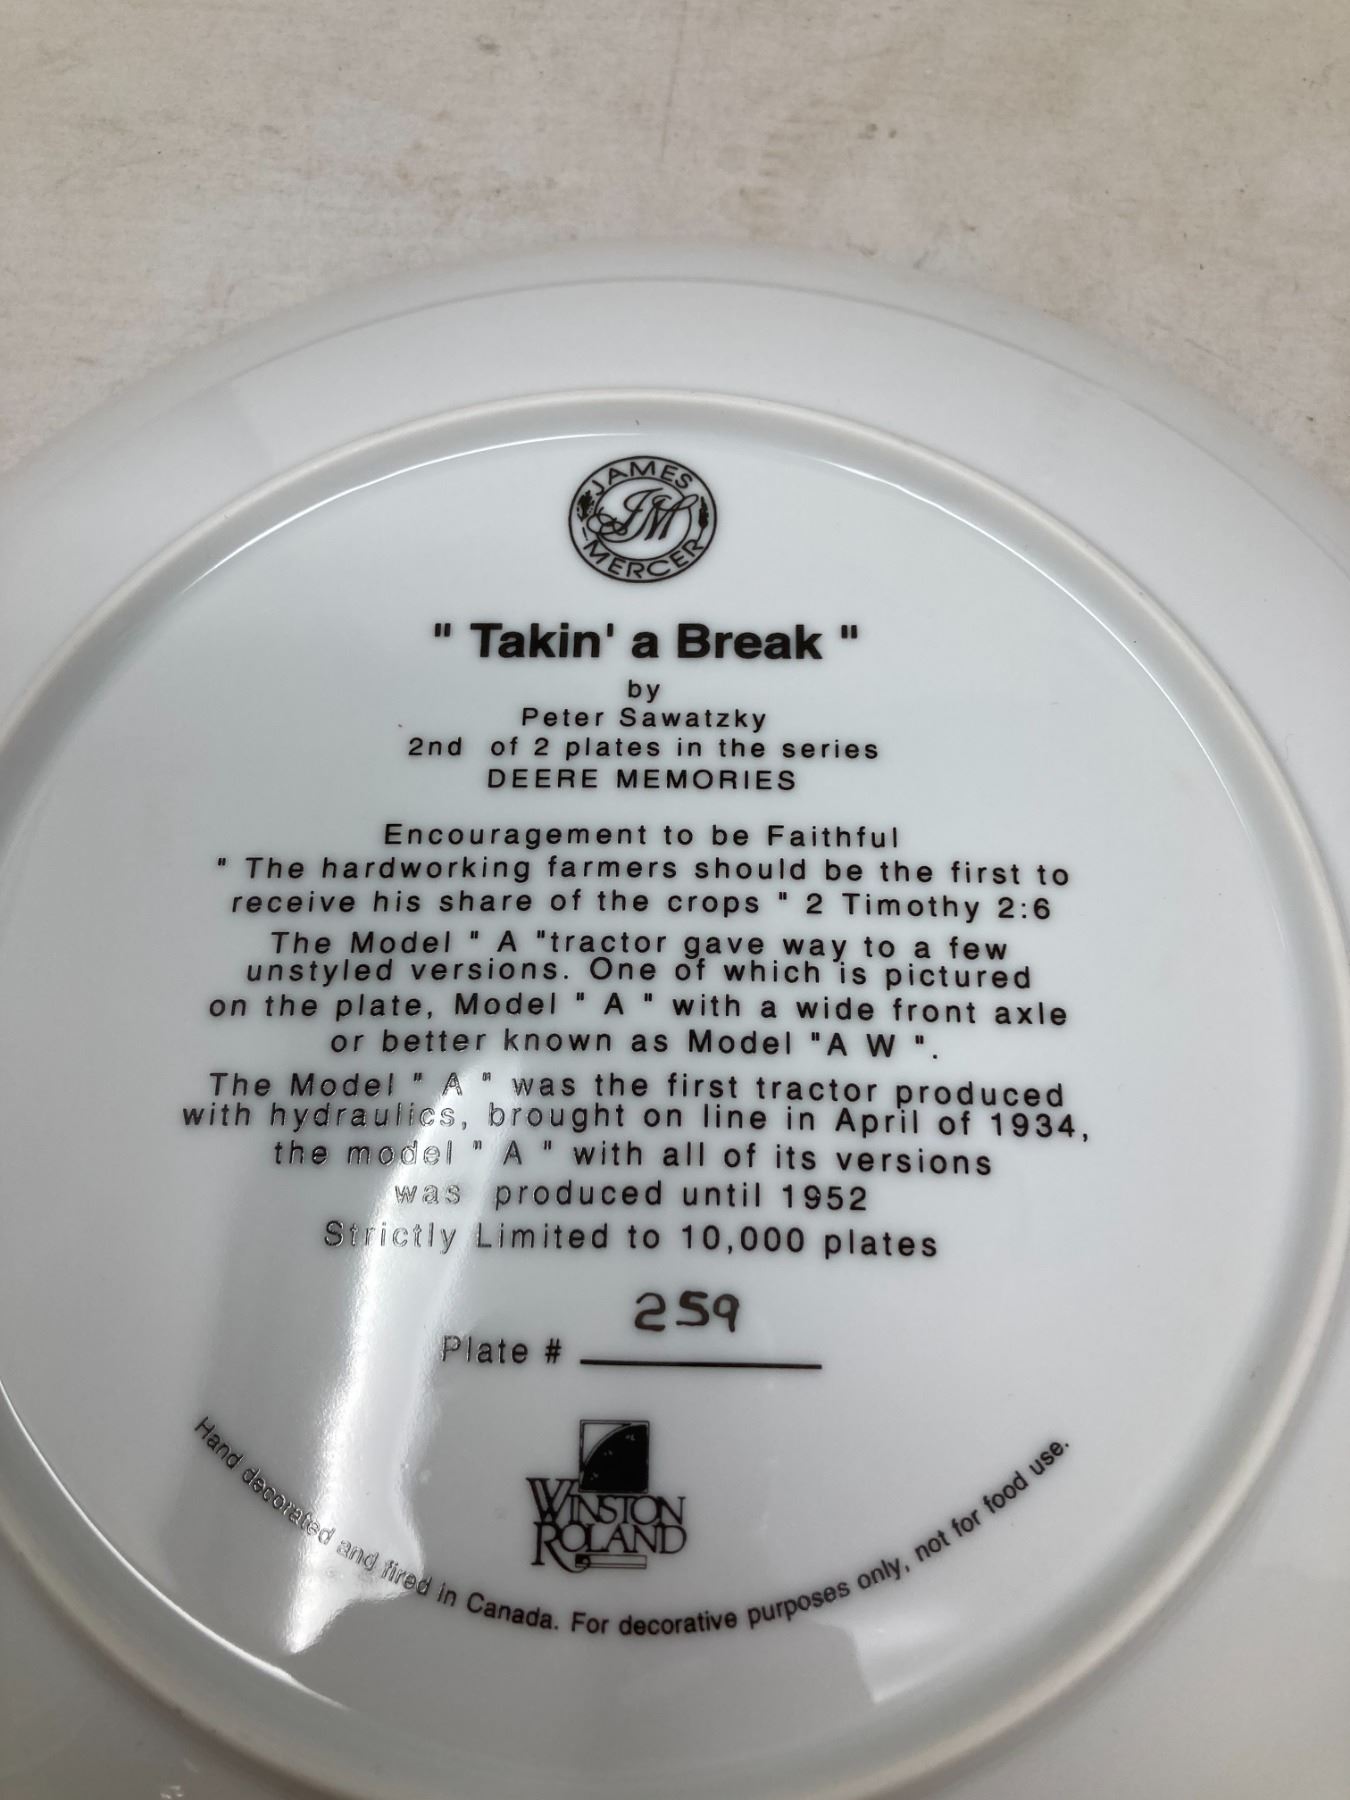 JAMES
JM
MERCER
" Takin' a Break "
by
Peter Sawatzky
2nd of 2 plates in the series
DEERE MEMORIES
Encouragement to be Faithful
" The hardworking farmers should be the first to
receive his share of the crops " 2 Timothy 2:6
The Model " A "tractor gave way to a few
unstyled versions. One of which is pictured
on the plate, Model " A " with a wide front axle
or better known as Model "A W ".
The Model " A " was the first tractor produced
with hydraulics, brought on line in April of 1934,
the model " A " with all of its versions
was produced until 1952
Strictly Limited to 10,000 plates
259
Plate #
WINSTON
ROLAND
Hand decorated and fired in Canada. For decorative purposes only, not for food use.